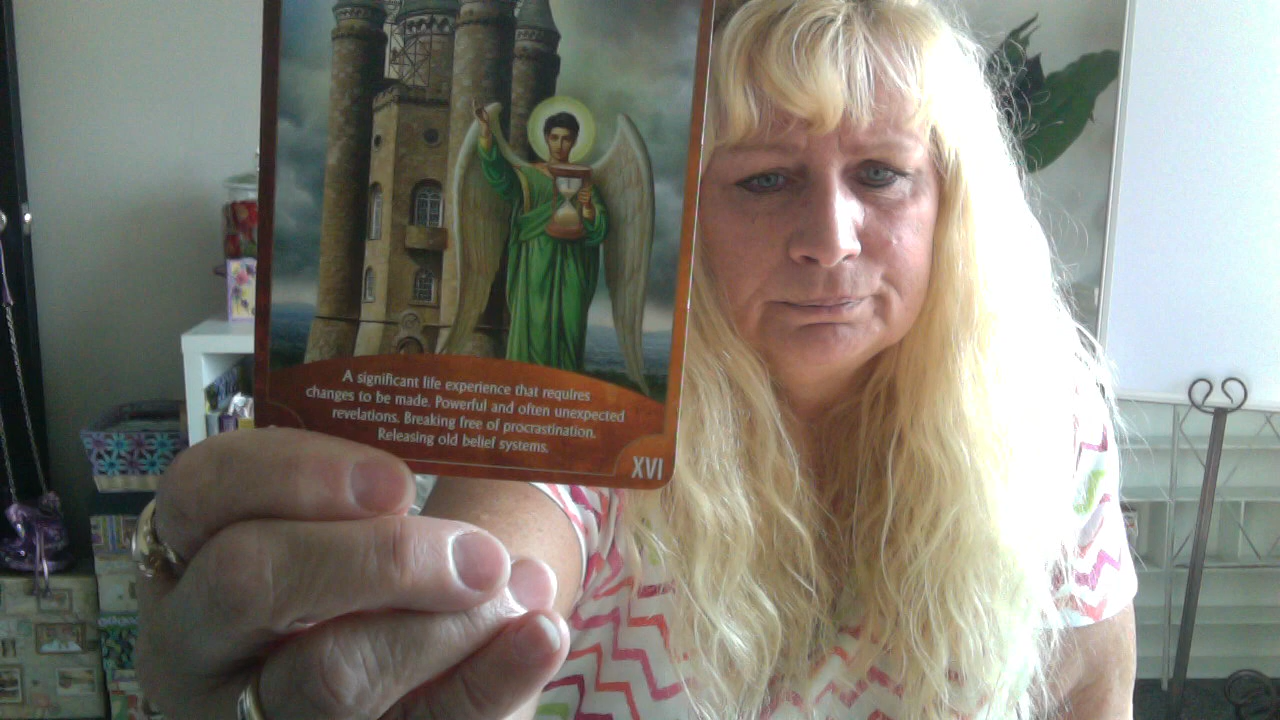 A significant life experience that requires
changes to be made. Powerful and often unexpected
revelations. Breaking free of procrastination.
Releasing old belief systems.
XVI